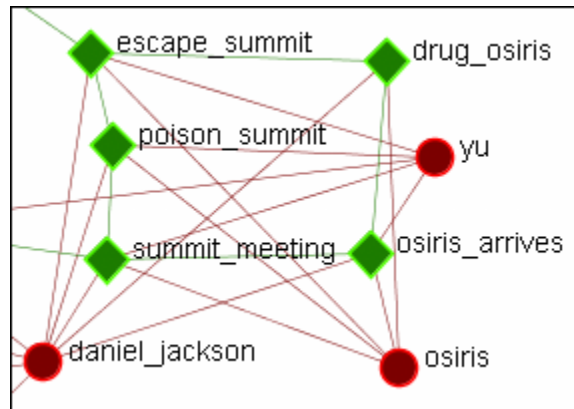 escape_summit
drug_osiris
poison_summit
yu
summit_meeting
osiris_arrives
daniel_jackson
osiris